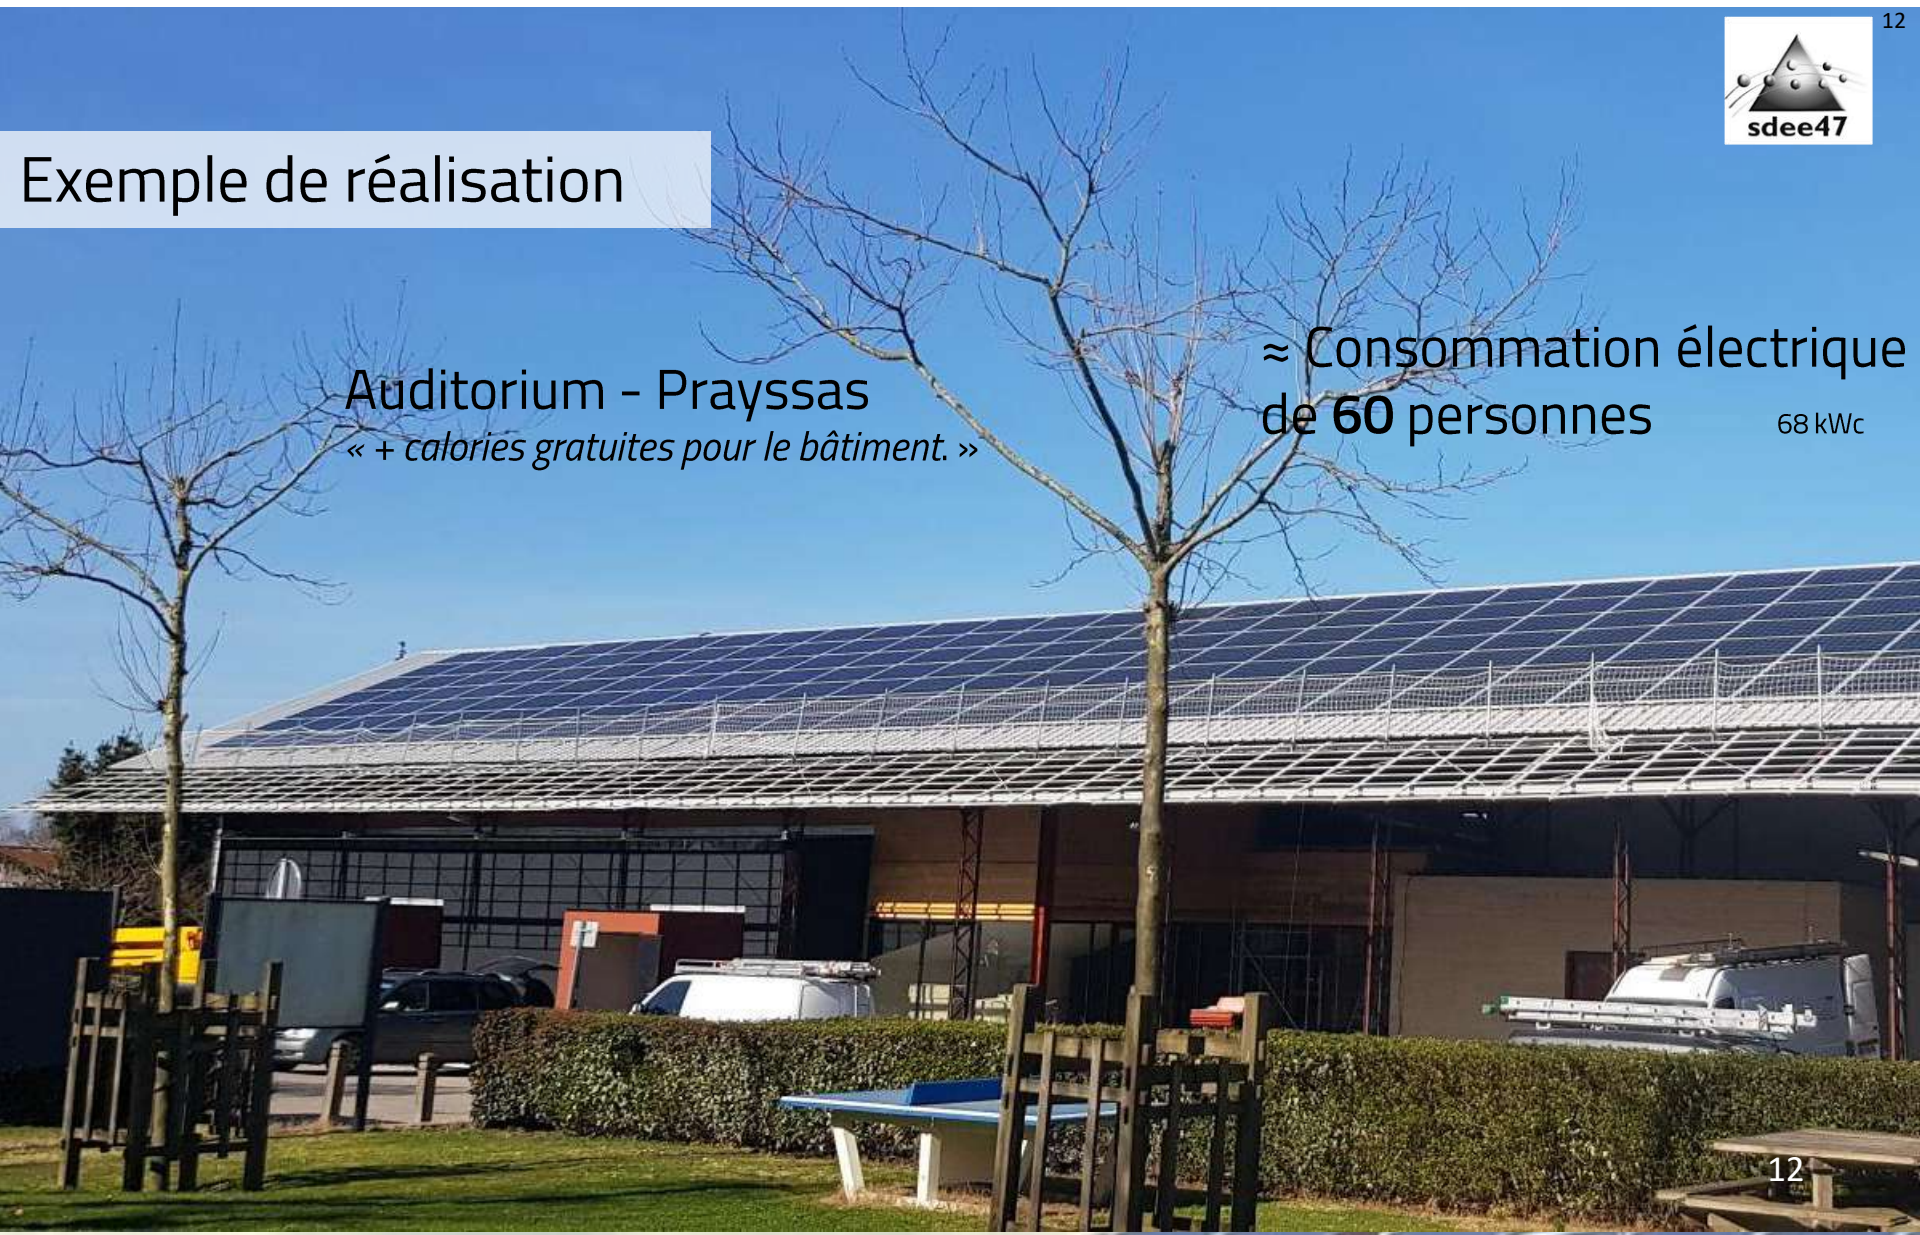 12
sdee47
Exemple de réalisation
≈ Consommation électrique
de 60 personnes
68 kWc
Auditorium - Prayssas
« + calories gratuites pour le bâtiment. »
12